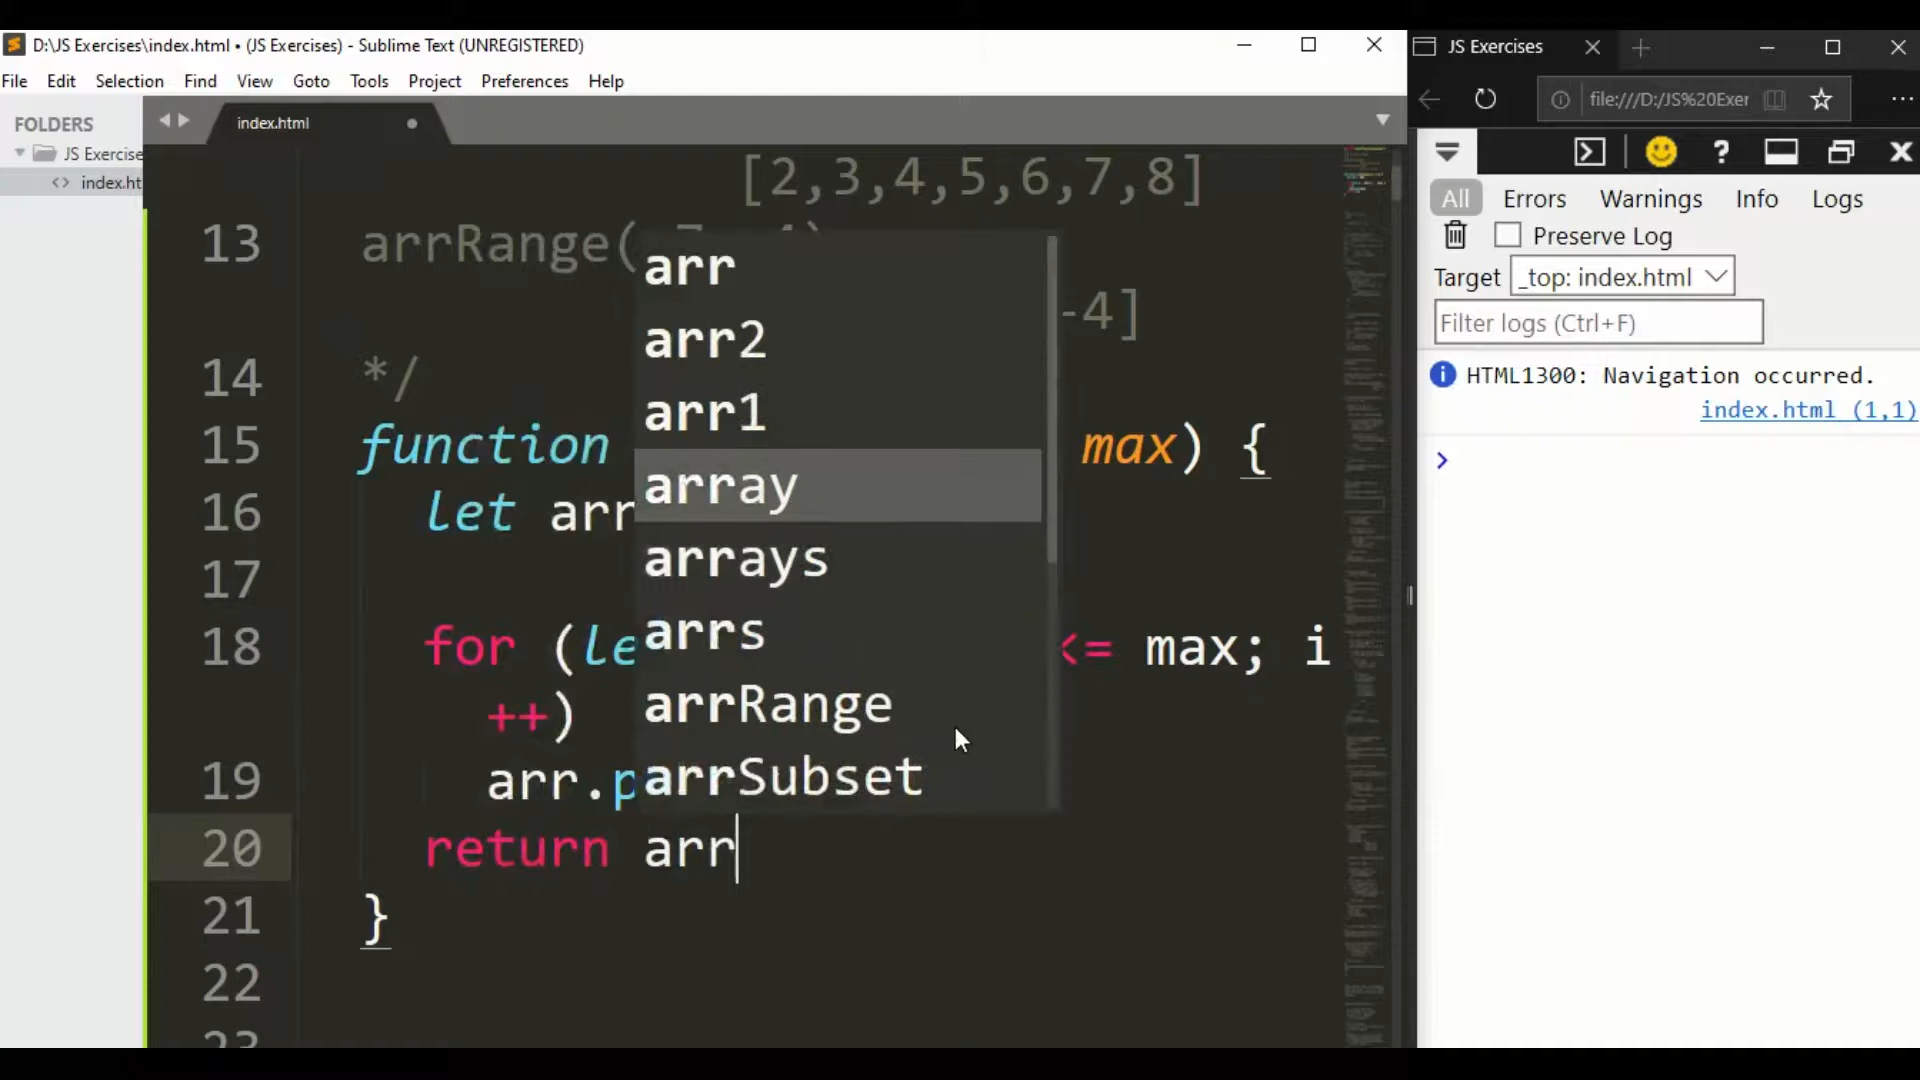 D:\JS Exercises\index.html • (JS Exercises) - Sublime Text (UNREGISTERED)
File Edit Selection Find View Goto Tools Project Preferences Help
FOLDERS
JS Exercise
<> index.ht
index.html
[2,3,4,5,6,7,8]
13 arrRange(
-4]
14 */
15 function max) {
16 let arr
17
18 for (le <= max; i
++)
19 arr.p
20 return arr
21 }
22
23
arr
arr2
arr1
array
arrays
arrs
arrRange
arrSubset
JS Exercises
file:///D:/JS%20Exer
All Errors Warnings Info Logs
Preserve Log
Target _top: index.html
Filter logs (Ctrl+F)
HTML1300: Navigation occurred.
index.html (1,1)